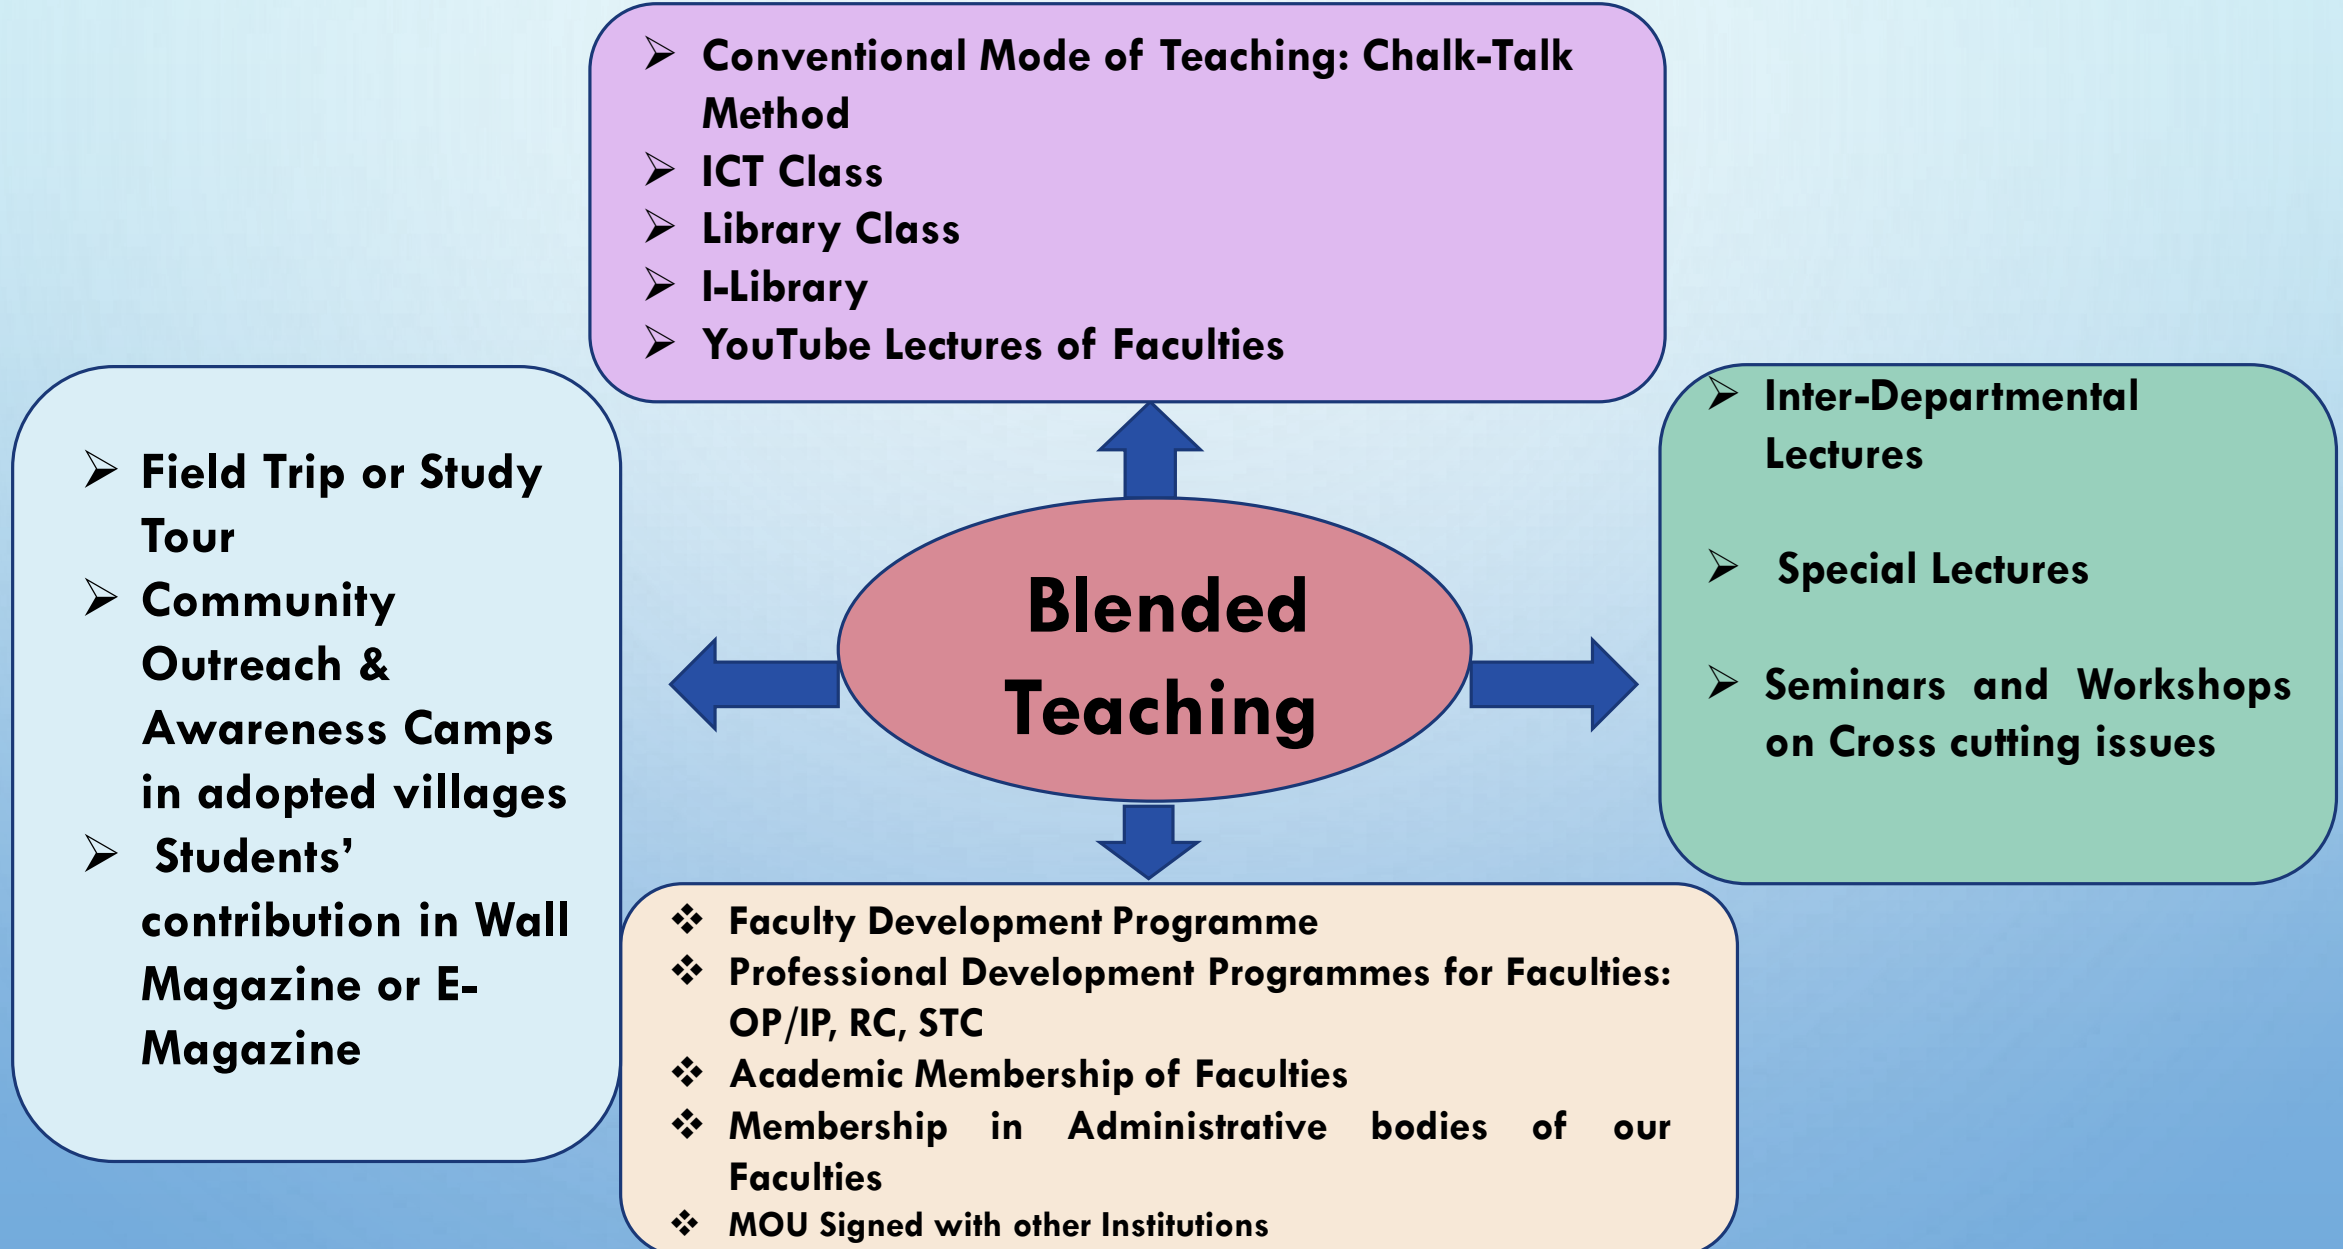 ➢ Conventional Mode of Teaching: Chalk-Talk
Method
➢ ICT Class
➢ Library Class
➢ I-Library
➢ YouTube Lectures of Faculties
➢ Field Trip or Study
Tour
➢ Community
Outreach &
Awareness Camps
in adopted villages
➢ Students’
contribution in Wall
Magazine or E-
Magazine
Blended
Teaching
➢ Inter-Departmental
Lectures
➢ Special Lectures
➢ Seminars and Workshops
on Cross cutting issues
❖ Faculty Development Programme
❖ Professional Development Programmes for Faculties:
OP/IP, RC, STC
❖ Academic Membership of Faculties
❖ Membership in Administrative bodies of our
Faculties
❖ MOU Signed with other Institutions